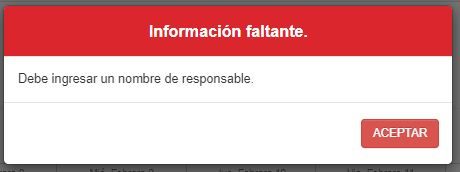 Información faltante.
Debe ingresar un nombre de responsable.
ACEPTAR